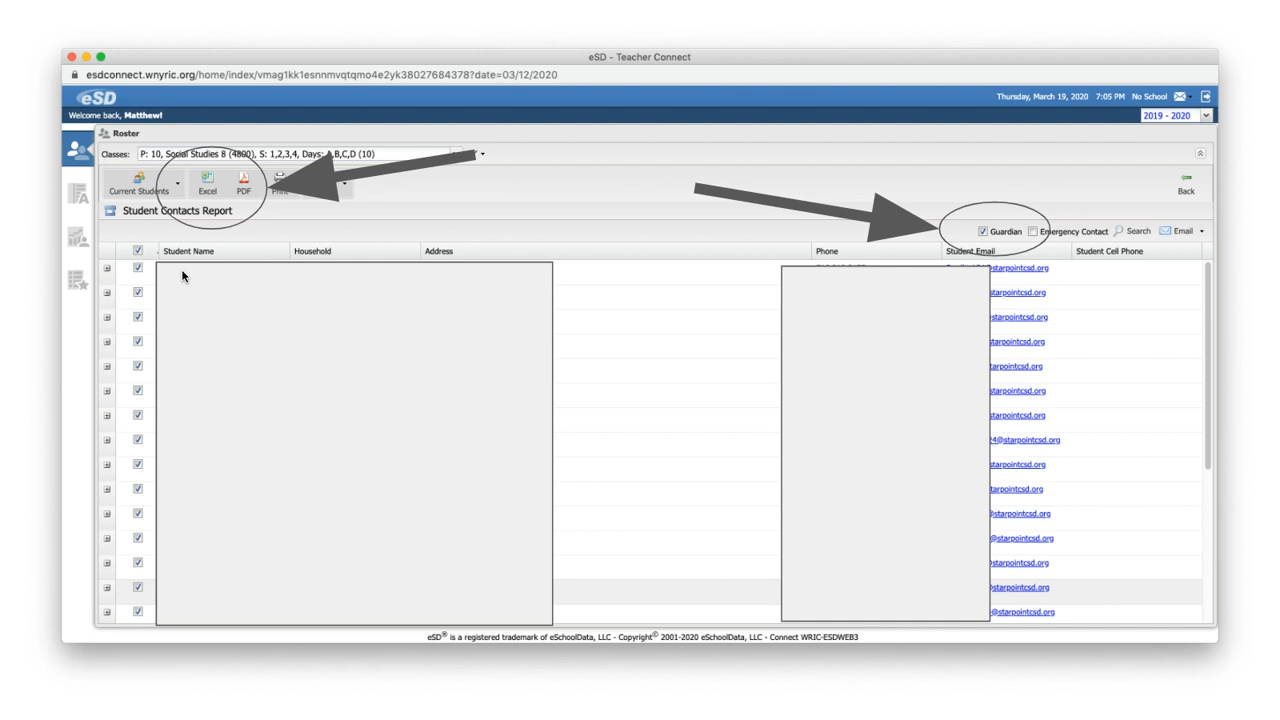 eSD - Teacher Connect
esdconnect.wnyric.org/home/index/vmag1kk1esnnmvqtqmo4e2yk38027684378?date=03/12/2020
eSD Thursday, March 19, 2020 7:05 PM No School
Welcome back, Matthew! 2019 - 2020
Roster
Classes: P: 10, Social Studies 8 (4800), S: 1,2,3,4, Days: A,B,C,D (10)
Current Students Excel PDF Print Back
Student Contacts Report
Guardian Emergency Contact Search Email
Student Name Household Address Phone Student Email Student Cell Phone
@starpointcsd.org
starpointcsd.org
starpointcsd.org
starpointcsd.org
tarpointcsd.org
starpointcsd.org
starpointcsd.org
24@starpointcsd.org
starpointcsd.org
tarpointcsd.org
@starpointcsd.org
@starpointcsd.org
starpointcsd.org
starpointcsd.org
@starpointcsd.org
eSD® is a registered trademark of eSchoolData, LLC - Copyright© 2001-2020 eSchoolData, LLC - Connect WRIC-ESDWEB3